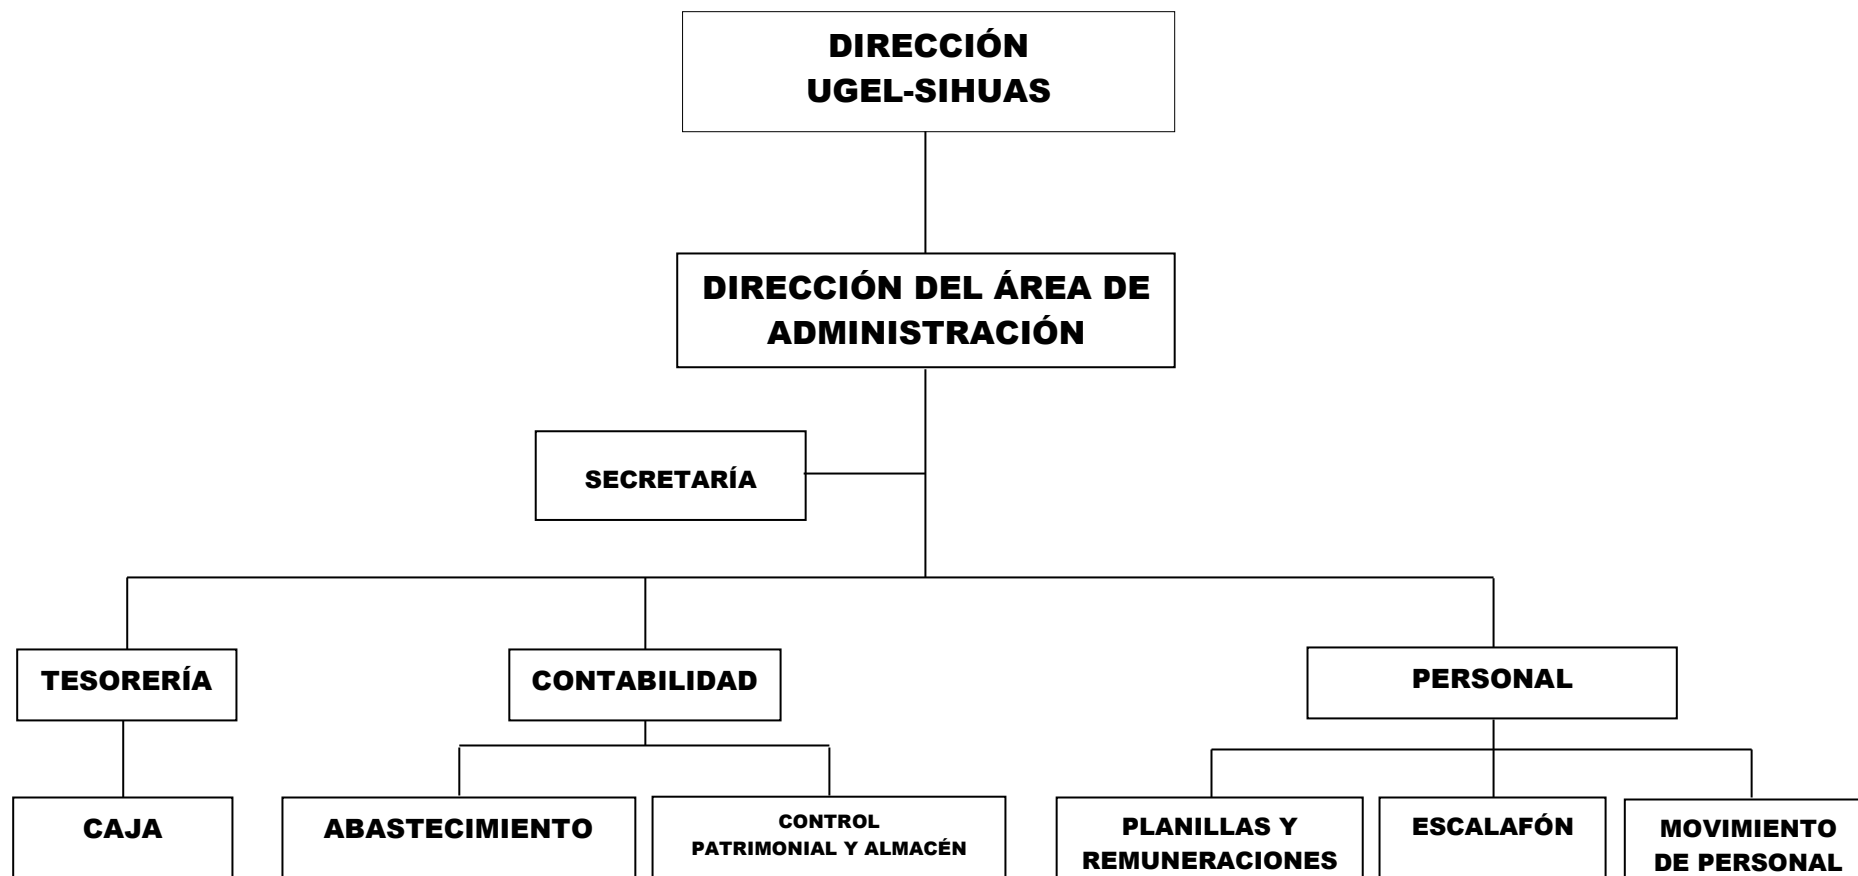 DIRECCIÓN
UGEL-SIHUAS
DIRECCIÓN DEL ÁREA DE
ADMINISTRACIÓN
SECRETARÍA
TESORERÍA
CONTABILIDAD
PERSONAL
CAJA
ABASTECIMIENTO
CONTROL
PATRIMONIAL Y ALMACÉN
PLANILLAS Y
REMUNERACIONES
ESCALAFÓN
MOVIMIENTO
DE PERSONAL